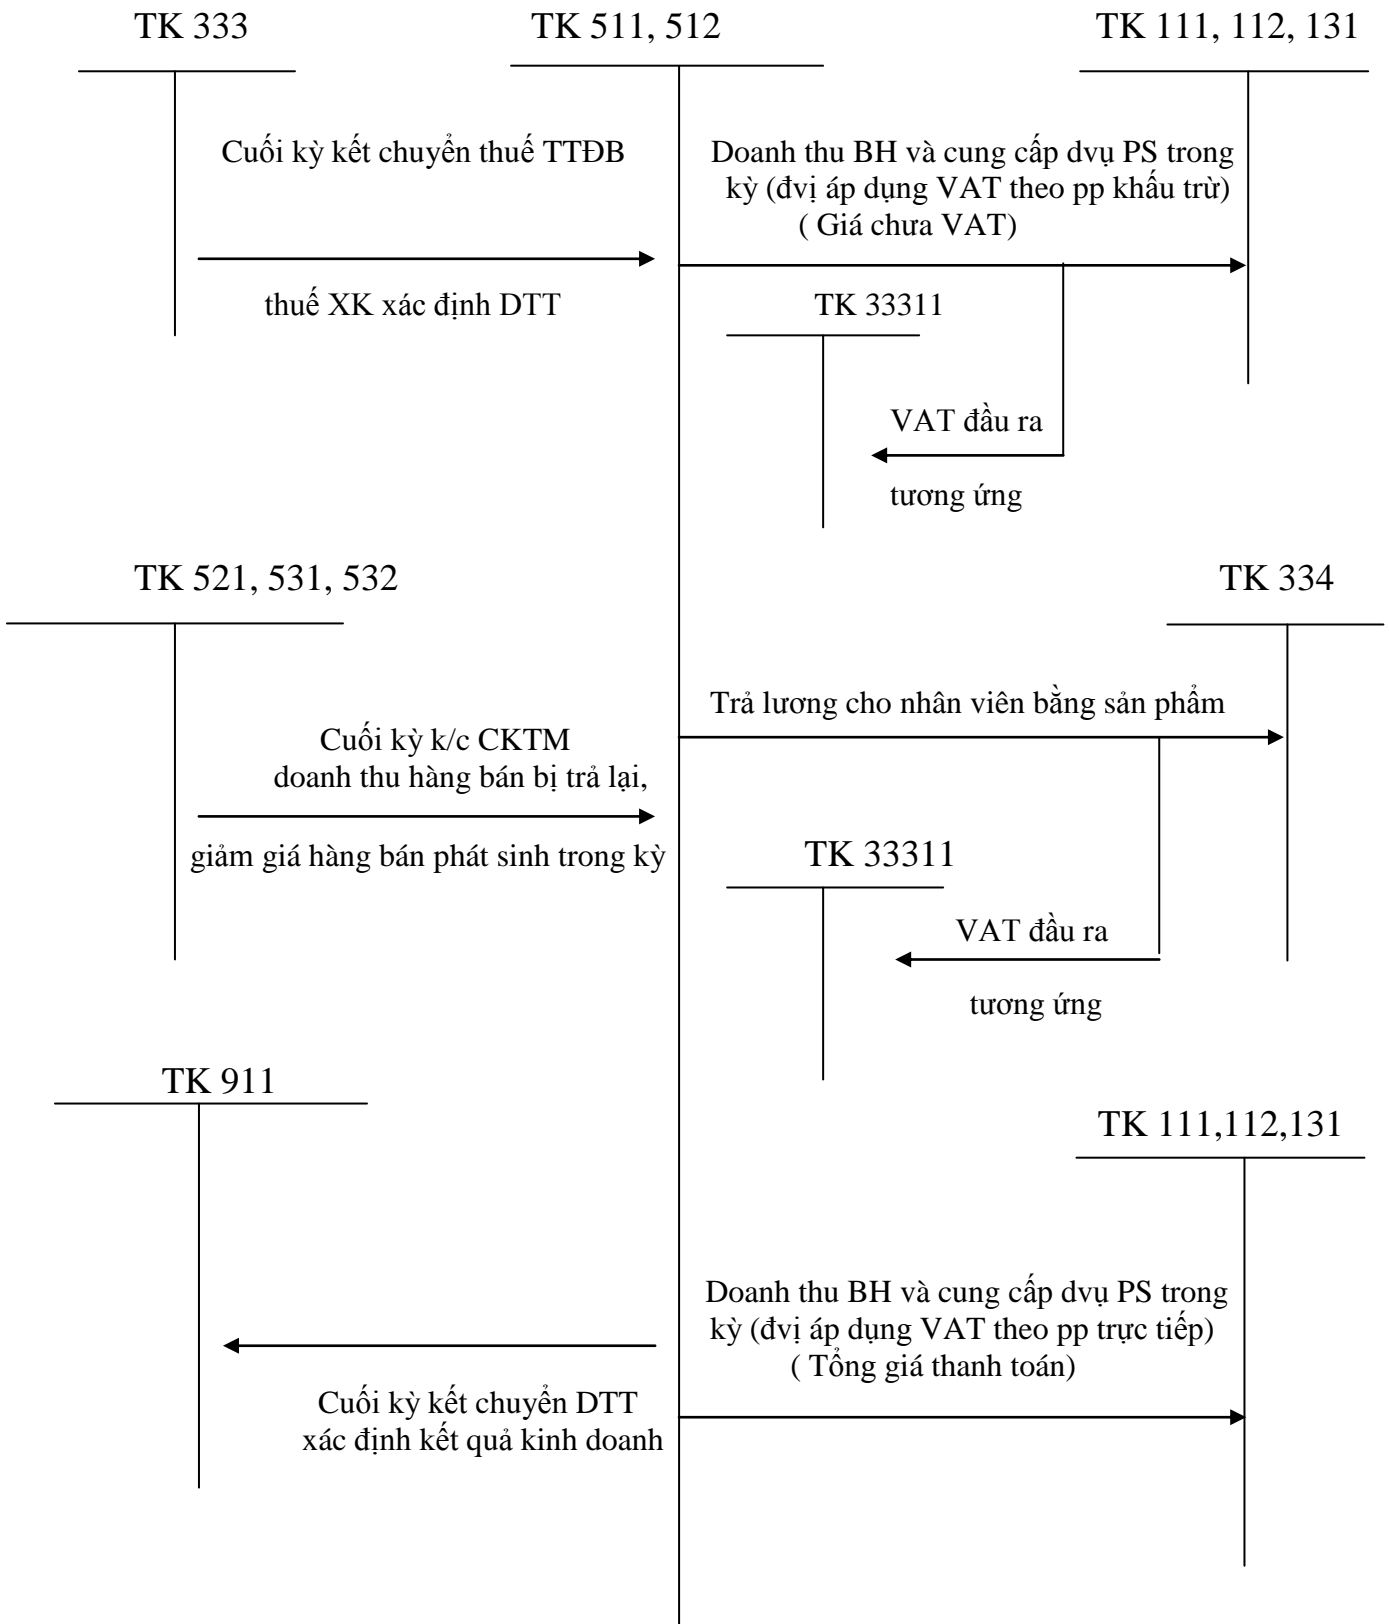 TK 333
TK 511, 512
TK 111, 112, 131
Cuối kỳ kết chuyển thuế TTĐB
thuế XK xác định DTT
Doanh thu BH và cung cấp dvụ PS trong
kỳ (đvị áp dụng VAT theo pp khấu trừ)
( Giá chưa VAT)
TK 33311
VAT đầu ra
tương ứng
TK 521, 531, 532
TK 334
Cuối kỳ k/c CKTM
doanh thu hàng bán bị trả lại,
giảm giá hàng bán phát sinh trong kỳ
Trả lương cho nhân viên bằng sản phẩm
TK 33311
VAT đầu ra
tương ứng
TK 911
TK 111,112,131
Cuối kỳ kết chuyển DTT
xác định kết quả kinh doanh
Doanh thu BH và cung cấp dvụ PS trong
kỳ (đvị áp dụng VAT theo pp trực tiếp)
( Tổng giá thanh toán)